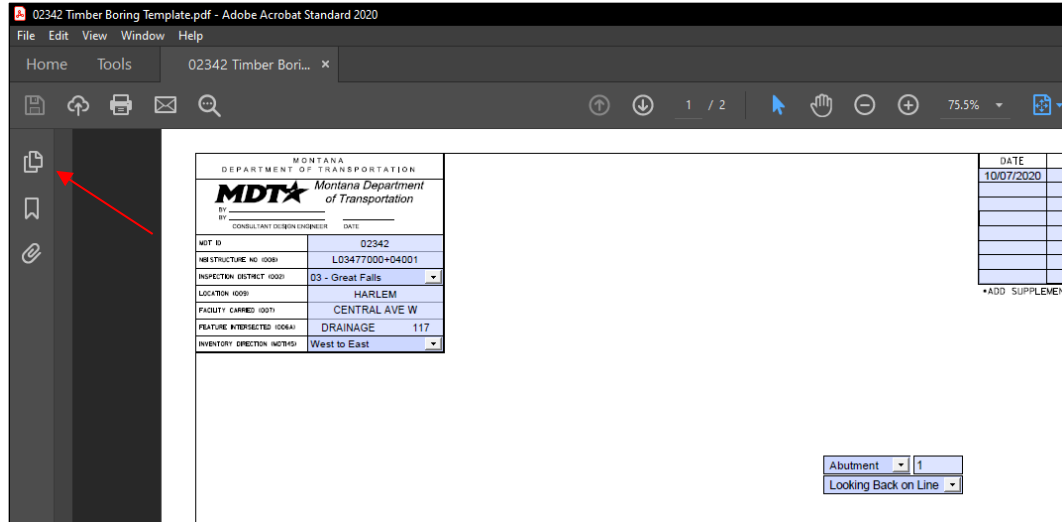 02342 Timber Boring Template.pdf - Adobe Acrobat Standard 2020
File Edit View Window Help
Home Tools 02342 Timber Bori... ×
1 / 2 75.5%
MONTANA
DEPARTMENT OF TRANSPORTATION
MDT Montana Department
of Transportation
BY
BY
CONSULTANT DESIGN ENGINEER DATE
MDT ID 02342
NBI STRUCTURE NO (008) L03477000+04001
INSPECTION DISTRICT (002) 03 - Great Falls
LOCATION (009) HARLEM
FACILITY CARRIED (007) CENTRAL AVE W
FEATURE INTERSECTED (006A) DRAINAGE 117
INVENTORY DIRECTION (MDT145) West to East
DATE
10/07/2020
*ADD SUPPLEMEN
Abutment 1
Looking Back on Line